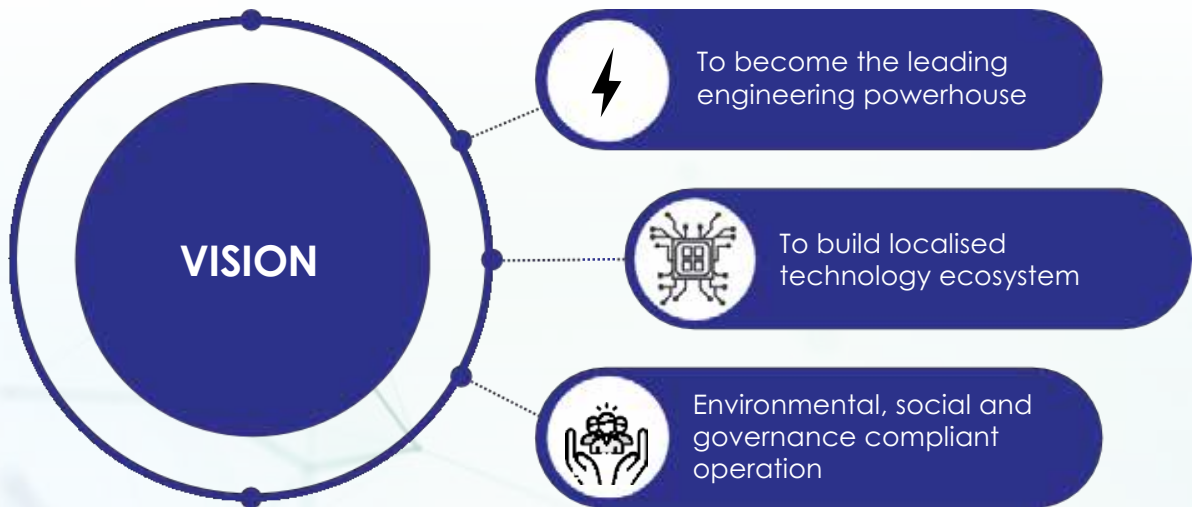 VISION
To become the leading
engineering powerhouse
To build localised
technology ecosystem
Environmental, social and
governance compliant
operation